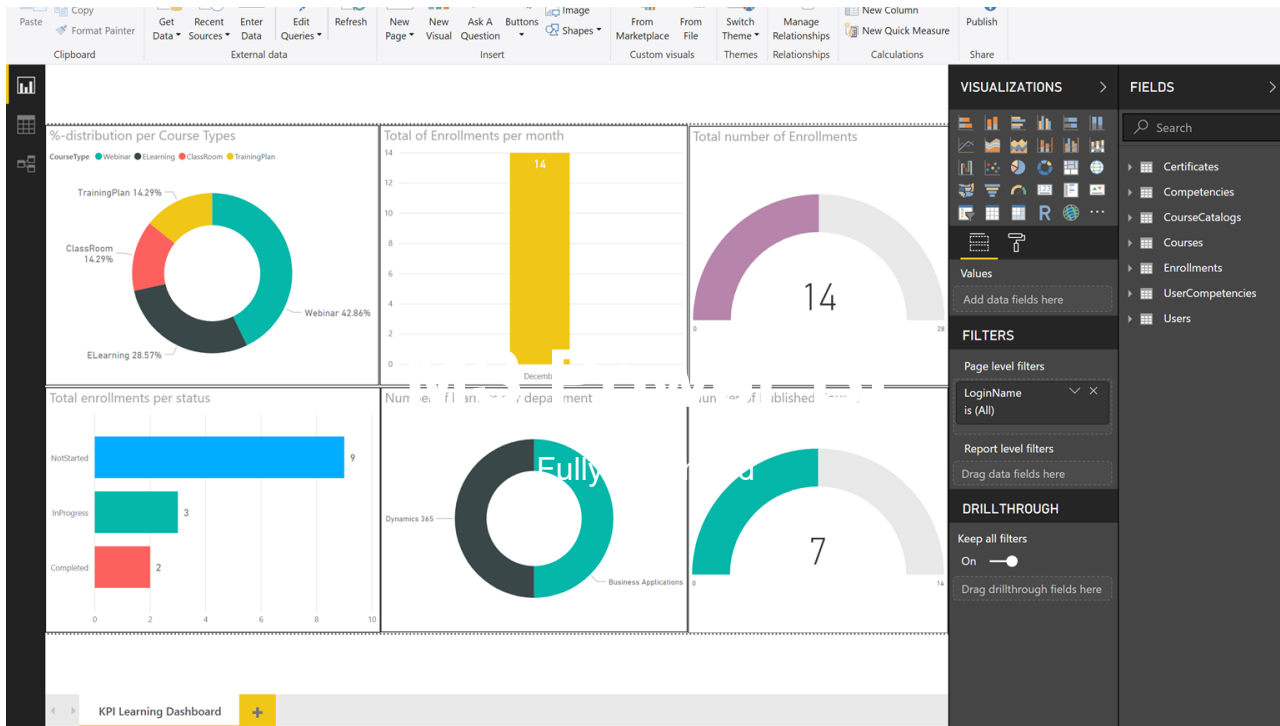 Paste
Copy
Format Painter
Clipboard
Get Data
Recent Sources
Enter Data
External data
Edit Queries
Refresh
New Page
New Visual
Ask A Question
Buttons
Image
Shapes
Insert
From Marketplace
From File
Custom visuals
Switch Theme
Themes
Manage Relationships
Relationships
New Column
New Quick Measure
Calculations
Publish
Share
%-distribution per Course Types
CourseType Webinar ELearning ClassRoom TrainingPlan
TrainingPlan 14.29%
ClassRoom
14.29%
Webinar 42.86%
ELearning 28.57%
Total of Enrollments per month
14
12
10
8
6
4
2
0
14
Total number of Enrollments
14
0
28
Total enrollments per status
NotStarted
9
InProgress
3
Completed
2
0 2 4 6 8 10
Dynamics 365
Business Applications
Fully
7
0
14
KPI Learning Dashboard
+
VISUALIZATIONS
R
Values
Add data fields here
FILTERS
Page level filters
LoginName
is (All)
Report level filters
Drag data fields here
DRILLTHROUGH
Keep all filters
On
Drag drillthrough fields here
FIELDS
Search
Certificates
Competencies
CourseCatalogs
Courses
Enrollments
UserCompetencies
Users